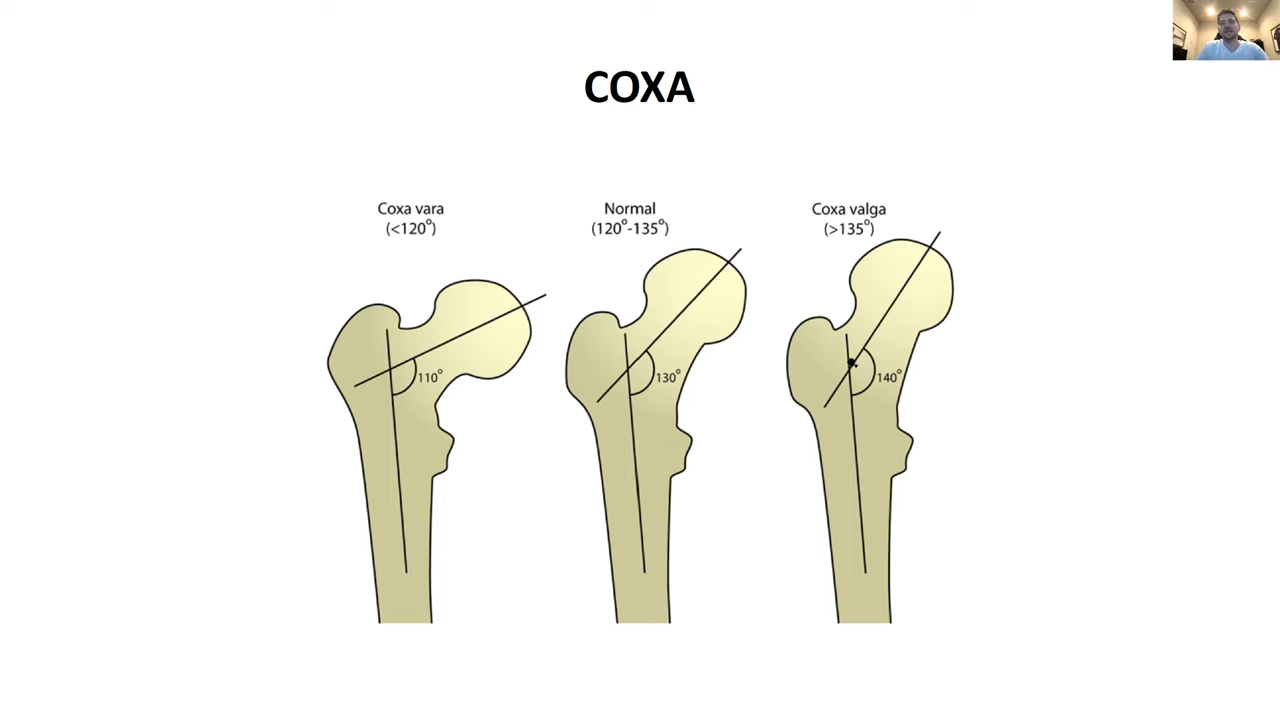 COXA
Coxa vara
(<120°)
Normal
(120°-135°)
Coxa valga
(>135°)
110°
130°
140°